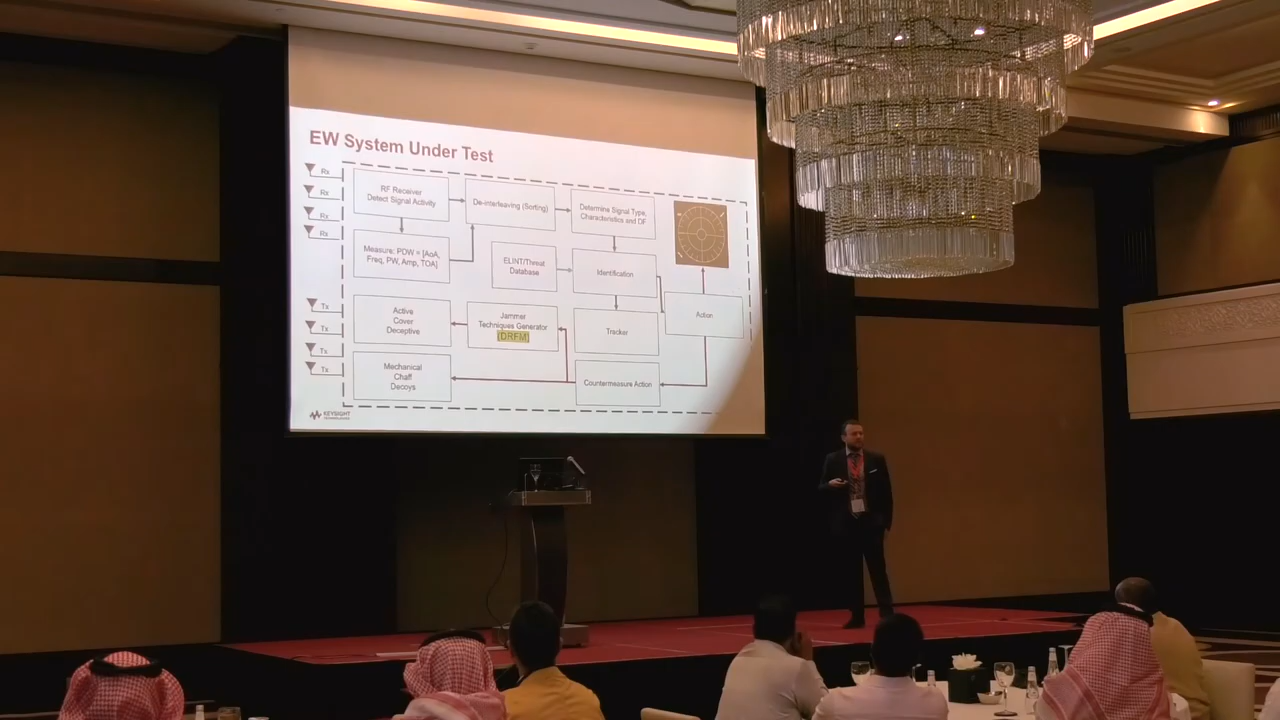 EW System Under Test
Rx
Rx
Rx
Rx
RF Receiver
Detect Signal Activity
De-interleaving (Sorting)
Determine Signal Type,
Characteristics and DF
Measure: PDW = [AoA,
Freq, PW, Amp, TOA]
ELINT/Threat
Database
Identification
Tx
Tx
Tx
Tx
Active
Cover
Deceptive
Jammer
Techniques Generator
(DRFM)
Tracker
Action
Mechanical
Chaff
Decoys
Countermeasure Action
KEYSIGHT
TECHNOLOGIES